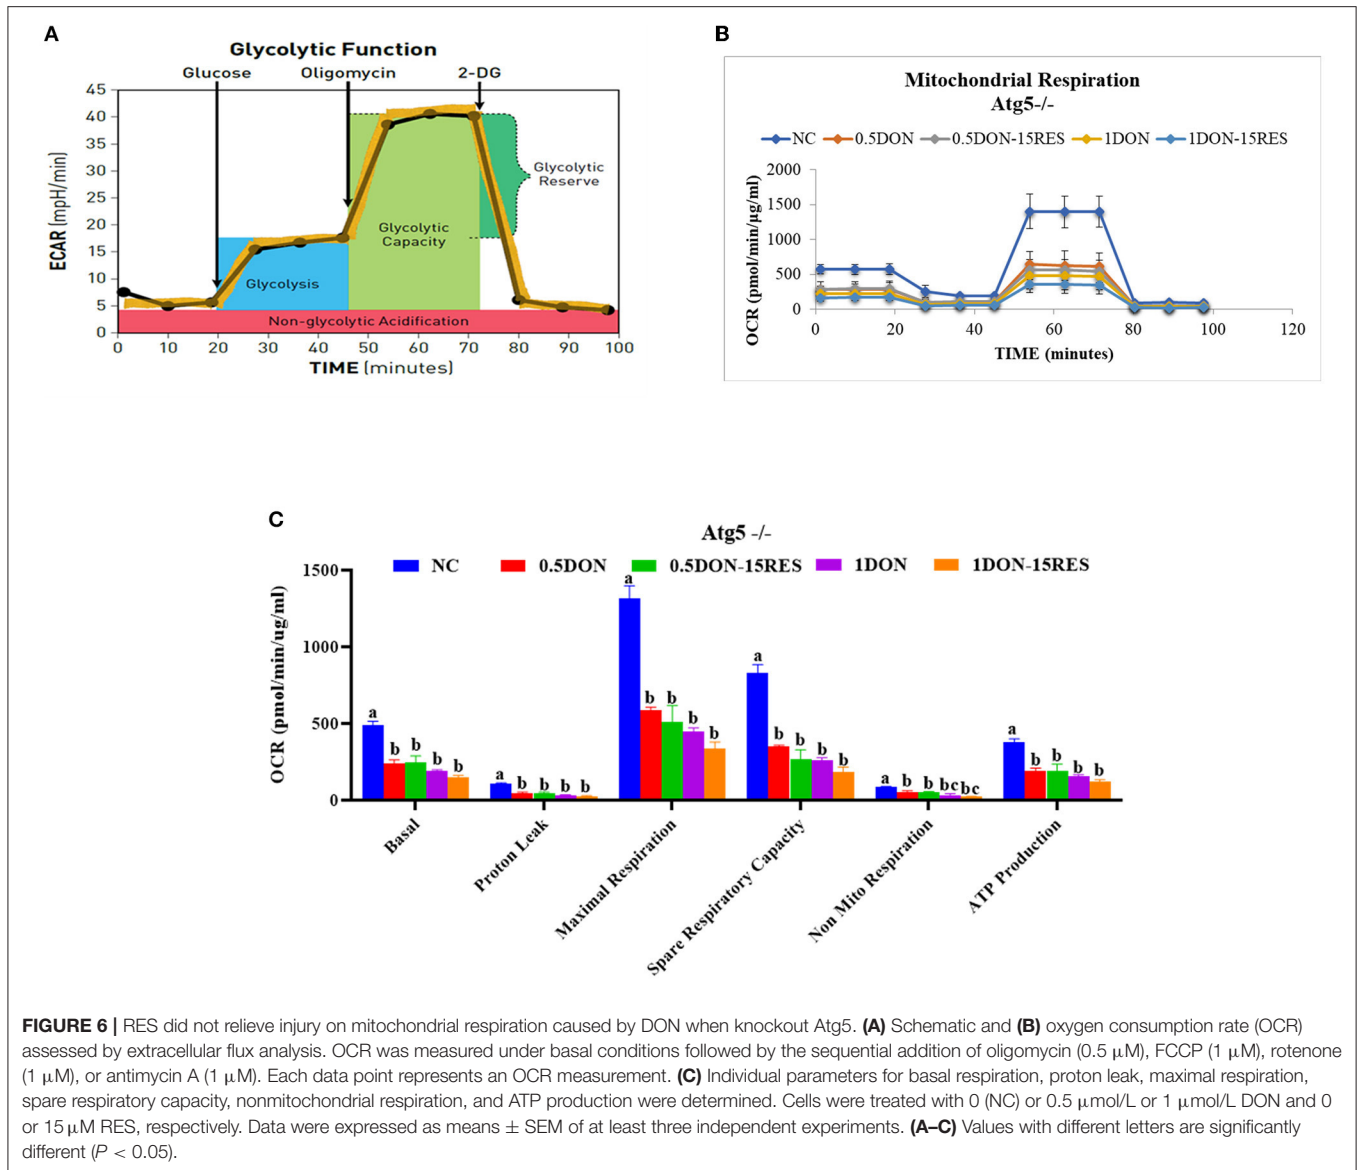 A
Glycolytic Function
Glucose Oligomycin 2-DG
45
40
35
30
25
20
15
10
5
0
ECAR (mpH/min)
Glycolytic
Reserve
Glycolytic
Capacity
Glycolysis
Non-glycolytic Acidification
0 10 20 30 40 50 60 70 80 90 100
TIME (minutes)
B
Mitochondrial Respiration
Atg5-/-
NC 0.5DON 0.5DON-15RES 1DON 1DON-15RES
2000
1500
1000
500
0
OCR (pmol/min/µg/ml)
0 20 40 60 80 100 120
TIME (minutes)
C
Atg5 -/-
NC 0.5DON 0.5DON-15RES 1DON 1DON-15RES
1500
1000
500
0
OCR (pmol/min/ug/ml)
a b b b b
a b b b b
a b b b b
a b b b b
a b b bc bc
a b b b b
Basal
Proton Leak
Maximal Respiration
Spare Respiratory Capacity
Non Mito Respiration
ATP Production
FIGURE 6 | RES did not relieve injury on mitochondrial respiration caused by DON when knockout Atg5. (A) Schematic and (B) oxygen consumption rate (OCR)
assessed by extracellular flux analysis. OCR was measured under basal conditions followed by the sequential addition of oligomycin (0.5 µM), FCCP (1 µM), rotenone
(1 µM), or antimycin A (1 µM). Each data point represents an OCR measurement. (C) Individual parameters for basal respiration, proton leak, maximal respiration,
spare respiratory capacity, nonmitochondrial respiration, and ATP production were determined. Cells were treated with 0 (NC) or 0.5 µmol/L or 1 µmol/L DON and 0
or 15 µM RES, respectively. Data were expressed as means ± SEM of at least three independent experiments. (A–C) Values with different letters are significantly
different (P < 0.05).